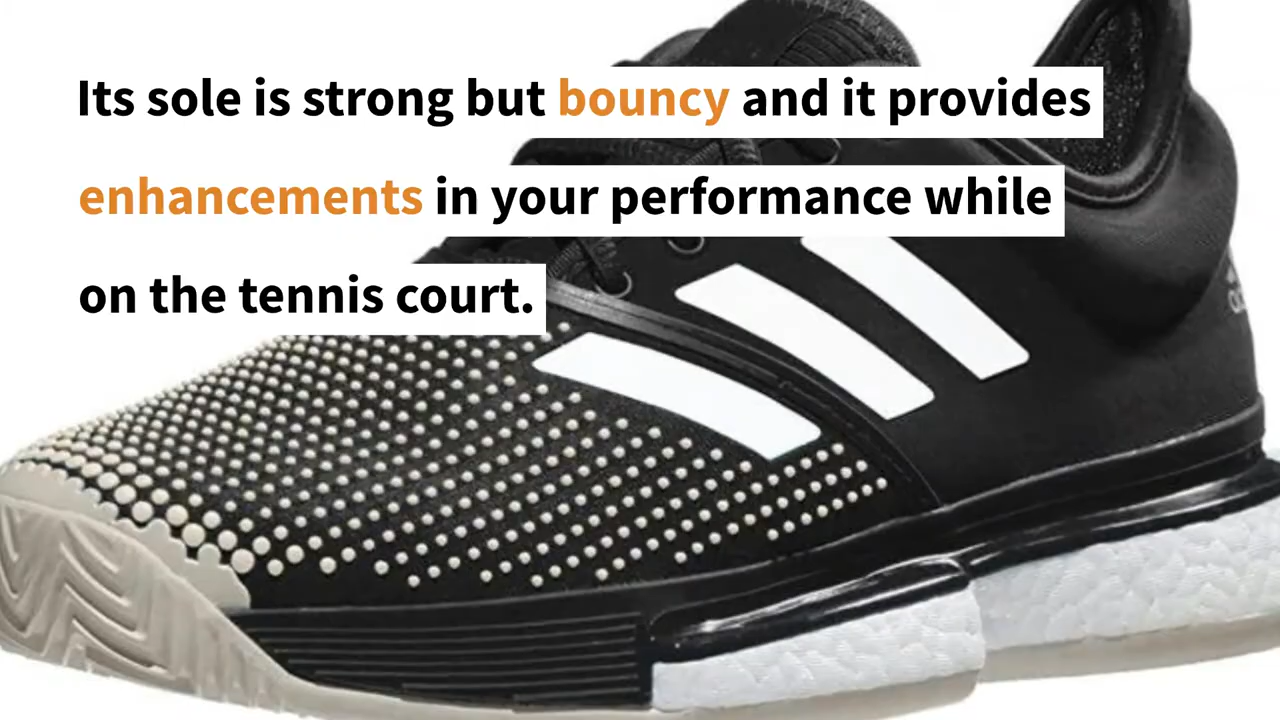 Its sole is strong but bouncy and it provides
enhancements in your performance while
on the tennis court.